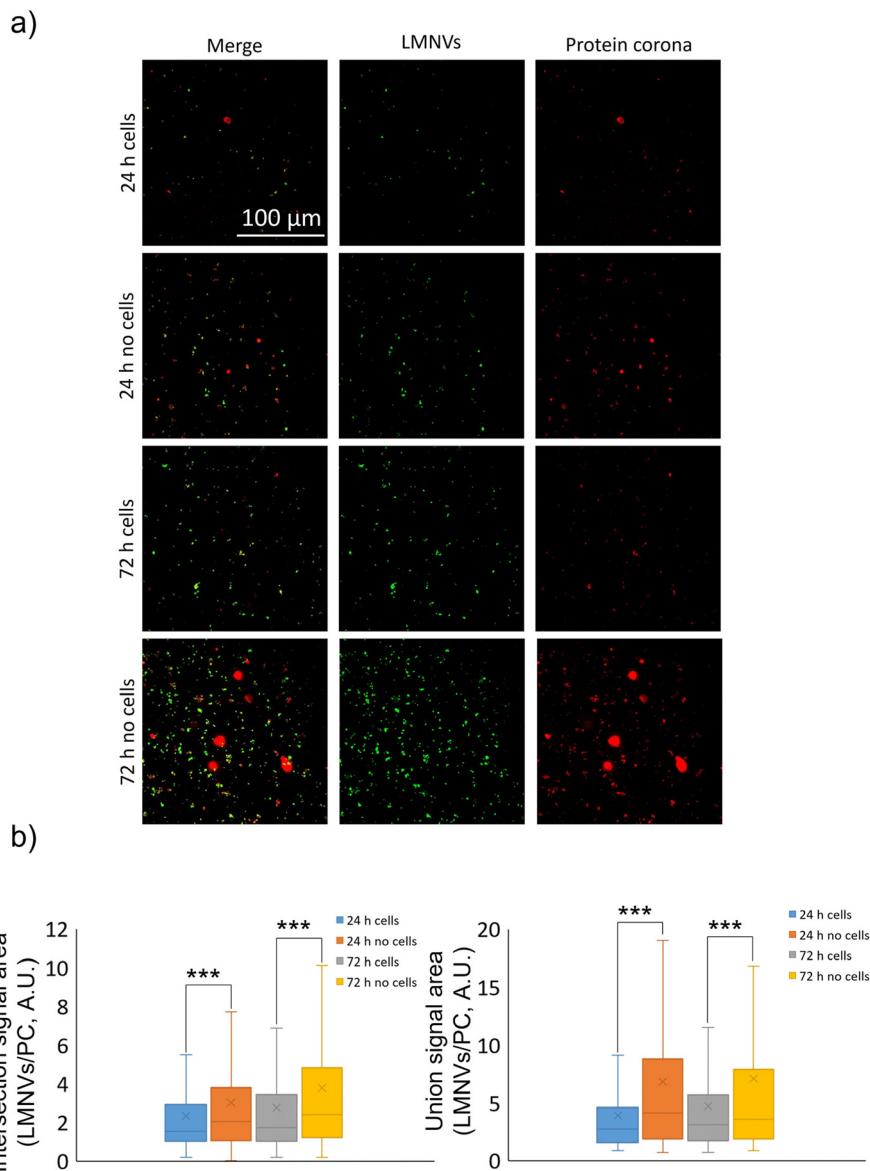 a)
Merge
LMNVs
Protein corona
24 h cells
100 µm
24 h no cells
72 h cells
72 h no cells
b)
Intersection signal area
(LMNVs/PC, A.U.)
12
10
8
6
4
2
0
***
***
24 h cells
24 h no cells
72 h cells
72 h no cells
Union signal area
(LMNVs/PC, A.U.)
20
15
10
5
0
***
***
24 h cells
24 h no cells
72 h cells
72 h no cells